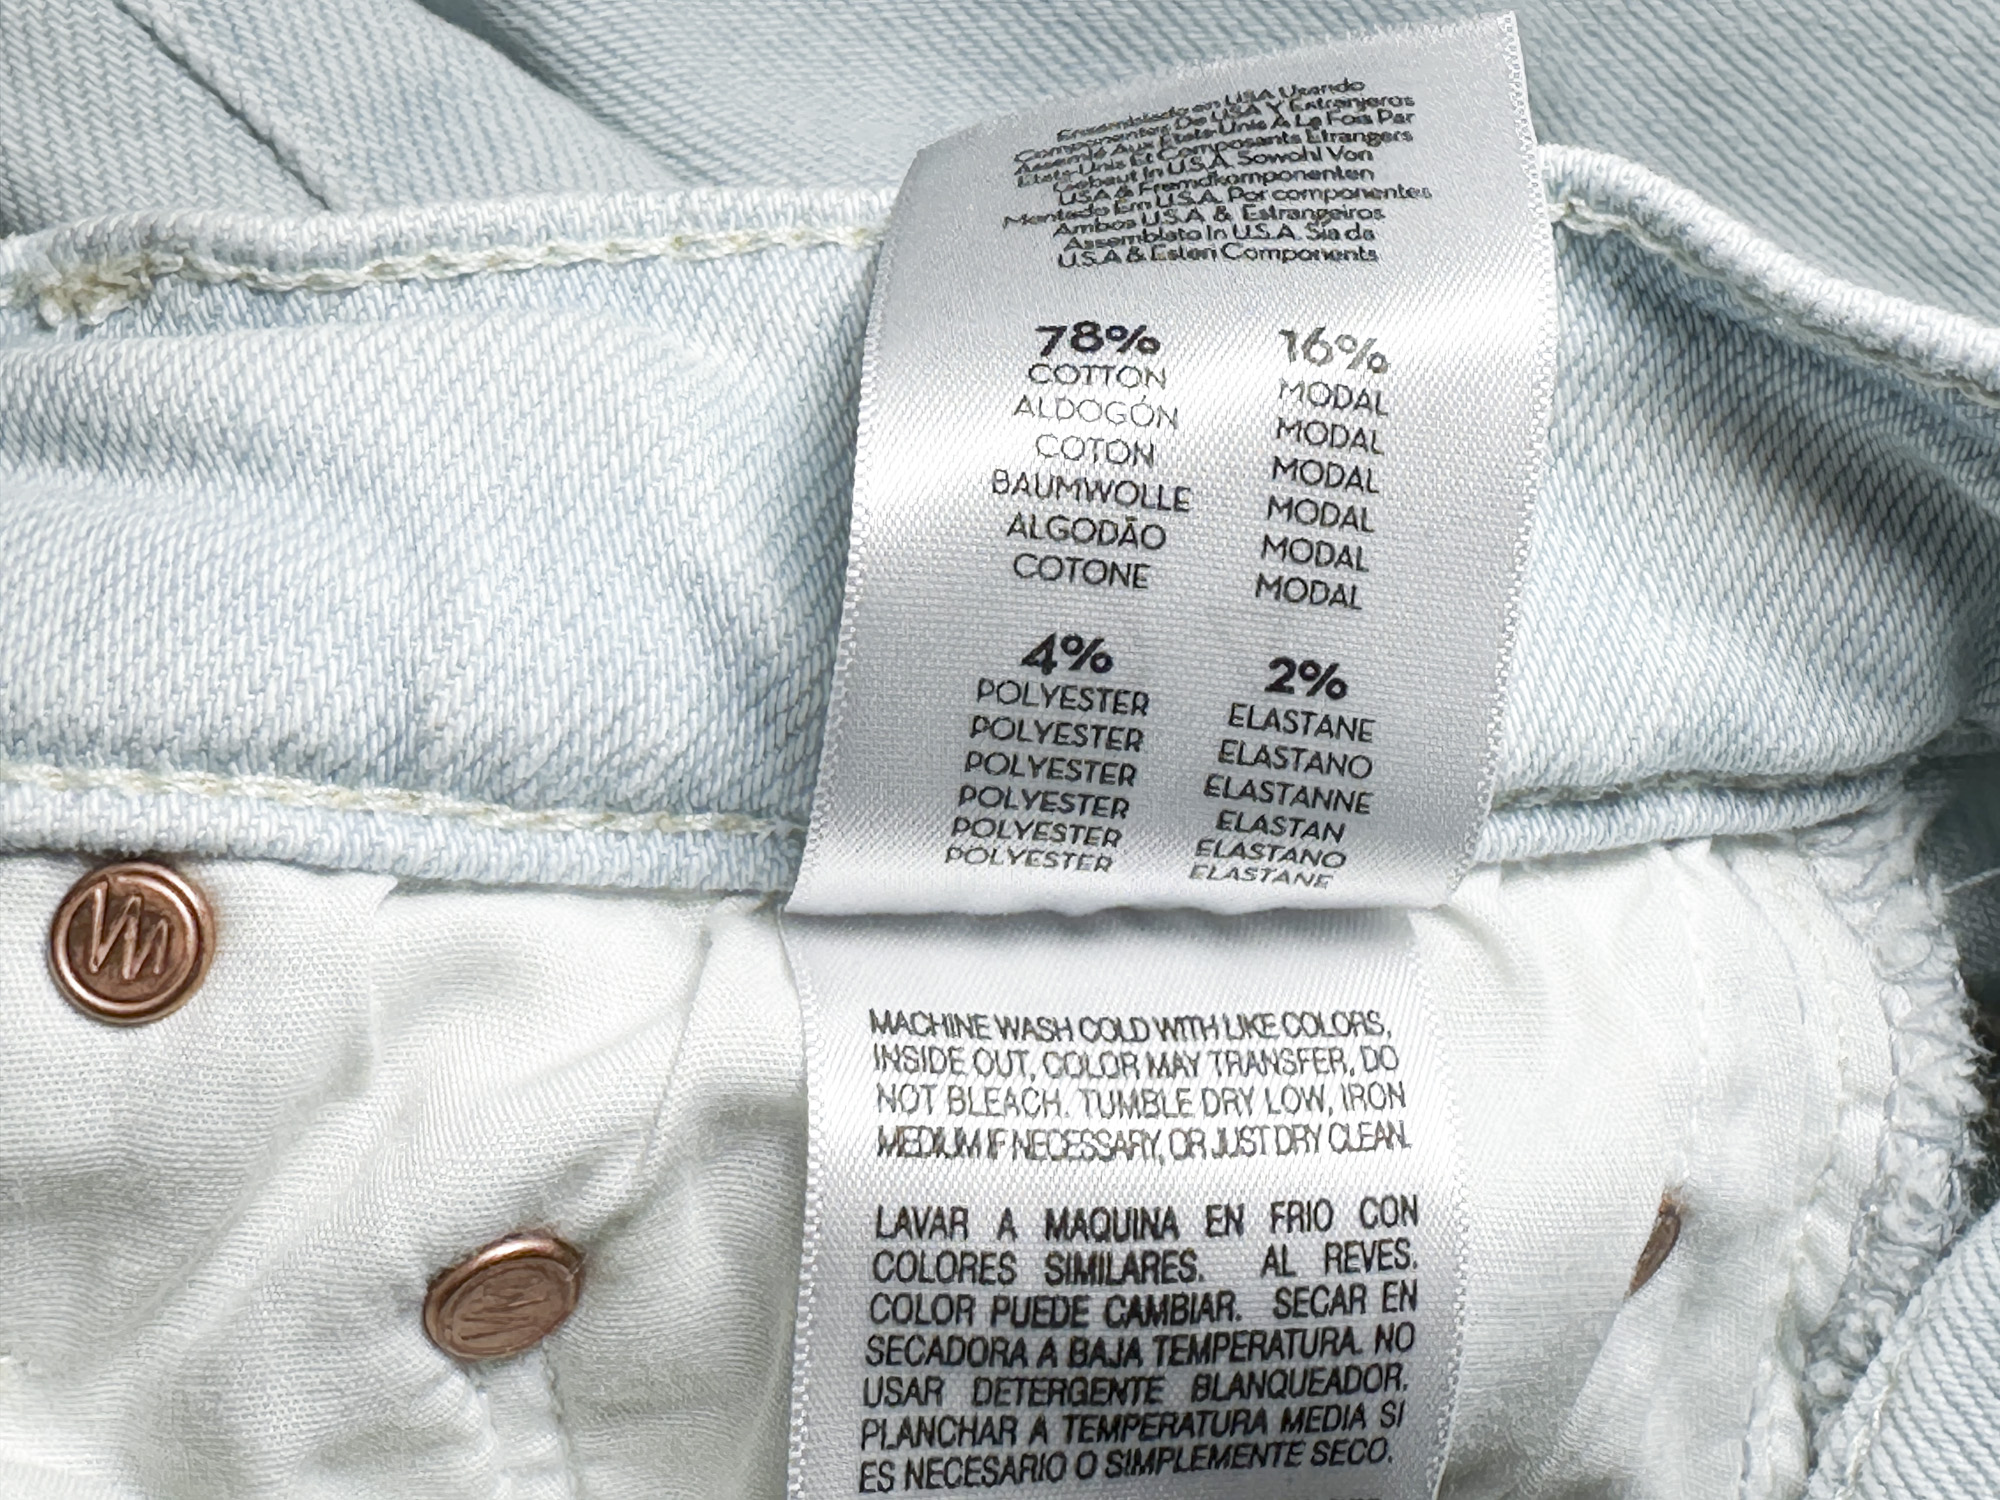 Ensamblado en USA Usando
Componentes De USA Y Extranjeros
Assemlé Aux États-Unis À La Fois Par
États-Unis Et Composants Étrangers
Gebaut In U.S.A. Sowohl Von
USA & Fremdkomponenten
Montado Em U.S.A. Por componentes
Ambos U.S.A & Estrangeiros
Assemblato In U.S.A. Sia da
U.S.A & Esteri Components
78%
COTTON
ALDOGÓN
COTON
BAUMWOLLE
ALGODÃO
COTONE
16%
MODAL
MODAL
MODAL
MODAL
MODAL
MODAL
4%
POLYESTER
POLYESTER
POLYESTER
POLYESTER
POLYESTER
POLYESTER
2%
ELASTANE
ELASTANO
ELASTANNE
ELASTAN
ELASTANO
ELASTANE
MACHINE WASH COLD WITH LIKE COLORS,
INSIDE OUT, COLOR MAY TRANSFER, DO
NOT BLEACH. TUMBLE DRY LOW, IRON
MEDIUM IF NECESSARY, OR JUST DRY CLEAN.
LAVAR A MAQUINA EN FRIO CON
COLORES SIMILARES. AL REVES.
COLOR PUEDE CAMBIAR. SECAR EN
SECADORA A BAJA TEMPERATURA. NO
USAR DETERGENTE BLANQUEADOR.
PLANCHAR A TEMPERATURA MEDIA SI
ES NECESARIO O SIMPLEMENTE SECO.